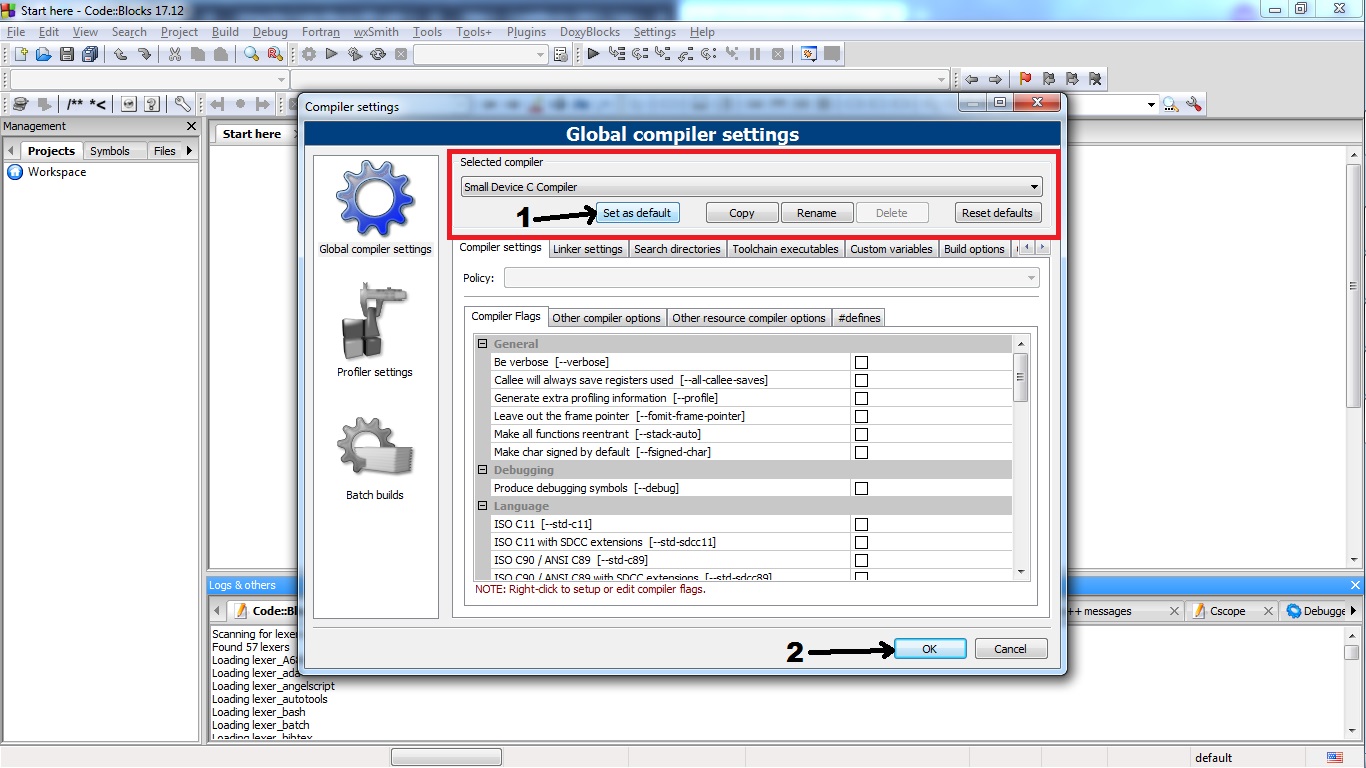 Start here - Code::Blocks 17.12
File Edit View Search Project Build Debug Fortran wxSmith Tools Tools+ Plugins DoxyBlocks Settings Help
/** *<
Management
Projects Symbols Files
Workspace
Start here
Compiler settings
Global compiler settings
Global compiler settings
Profiler settings
Batch builds
Selected compiler
Small Device C Compiler
1
Set as default Copy Rename Delete Reset defaults
Compiler settings Linker settings Search directories Toolchain executables Custom variables Build options
Policy:
Compiler Flags Other compiler options Other resource compiler options #defines
General
Be verbose [--verbose]
Callee will always save registers used [--all-callee-saves]
Generate extra profiling information [--profile]
Leave out the frame pointer [--fomit-frame-pointer]
Make all functions reentrant [--stack-auto]
Make char signed by default [--fsigned-char]
Debugging
Produce debugging symbols [--debug]
Language
ISO C11 [--std-c11]
ISO C11 with SDCC extensions [--std-sdcc11]
ISO C90 / ANSI C89 [--std-c89]
ISO C90 / ANSI C89 with SDCC extensions [--std-sdcc89]
NOTE: Right-click to setup or edit compiler flags.
2
OK Cancel
Logs & others
Code::Bl ++ messages Cscope Debugge
Scanning for lexer
Found 57 lexers
Loading lexer_A68
Loading lexer_ada
Loading lexer_angelscript
Loading lexer_autotools
Loading lexer_bash
Loading lexer_batch
Loading lexer_bibtex
default